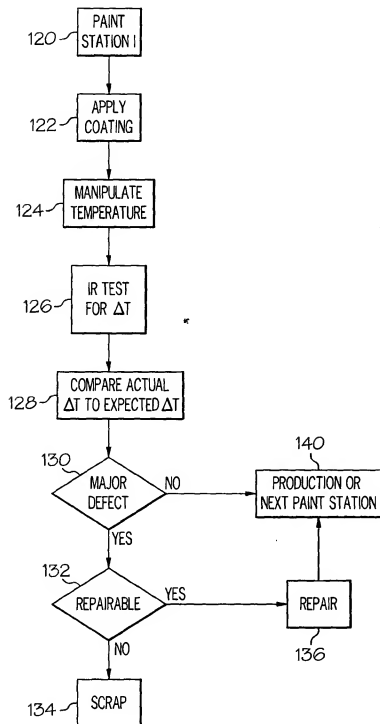 120
PAINT
STATION 1
122
APPLY
COATING
124
MANIPULATE
TEMPERATURE
126
IR TEST
FOR ΔT
128
COMPARE ACTUAL
ΔT TO EXPECTED ΔT
130
MAJOR
DEFECT
NO
YES
140
PRODUCTION OR
NEXT PAINT STATION
132
REPAIRABLE
YES
NO
REPAIR
136
134
SCRAP